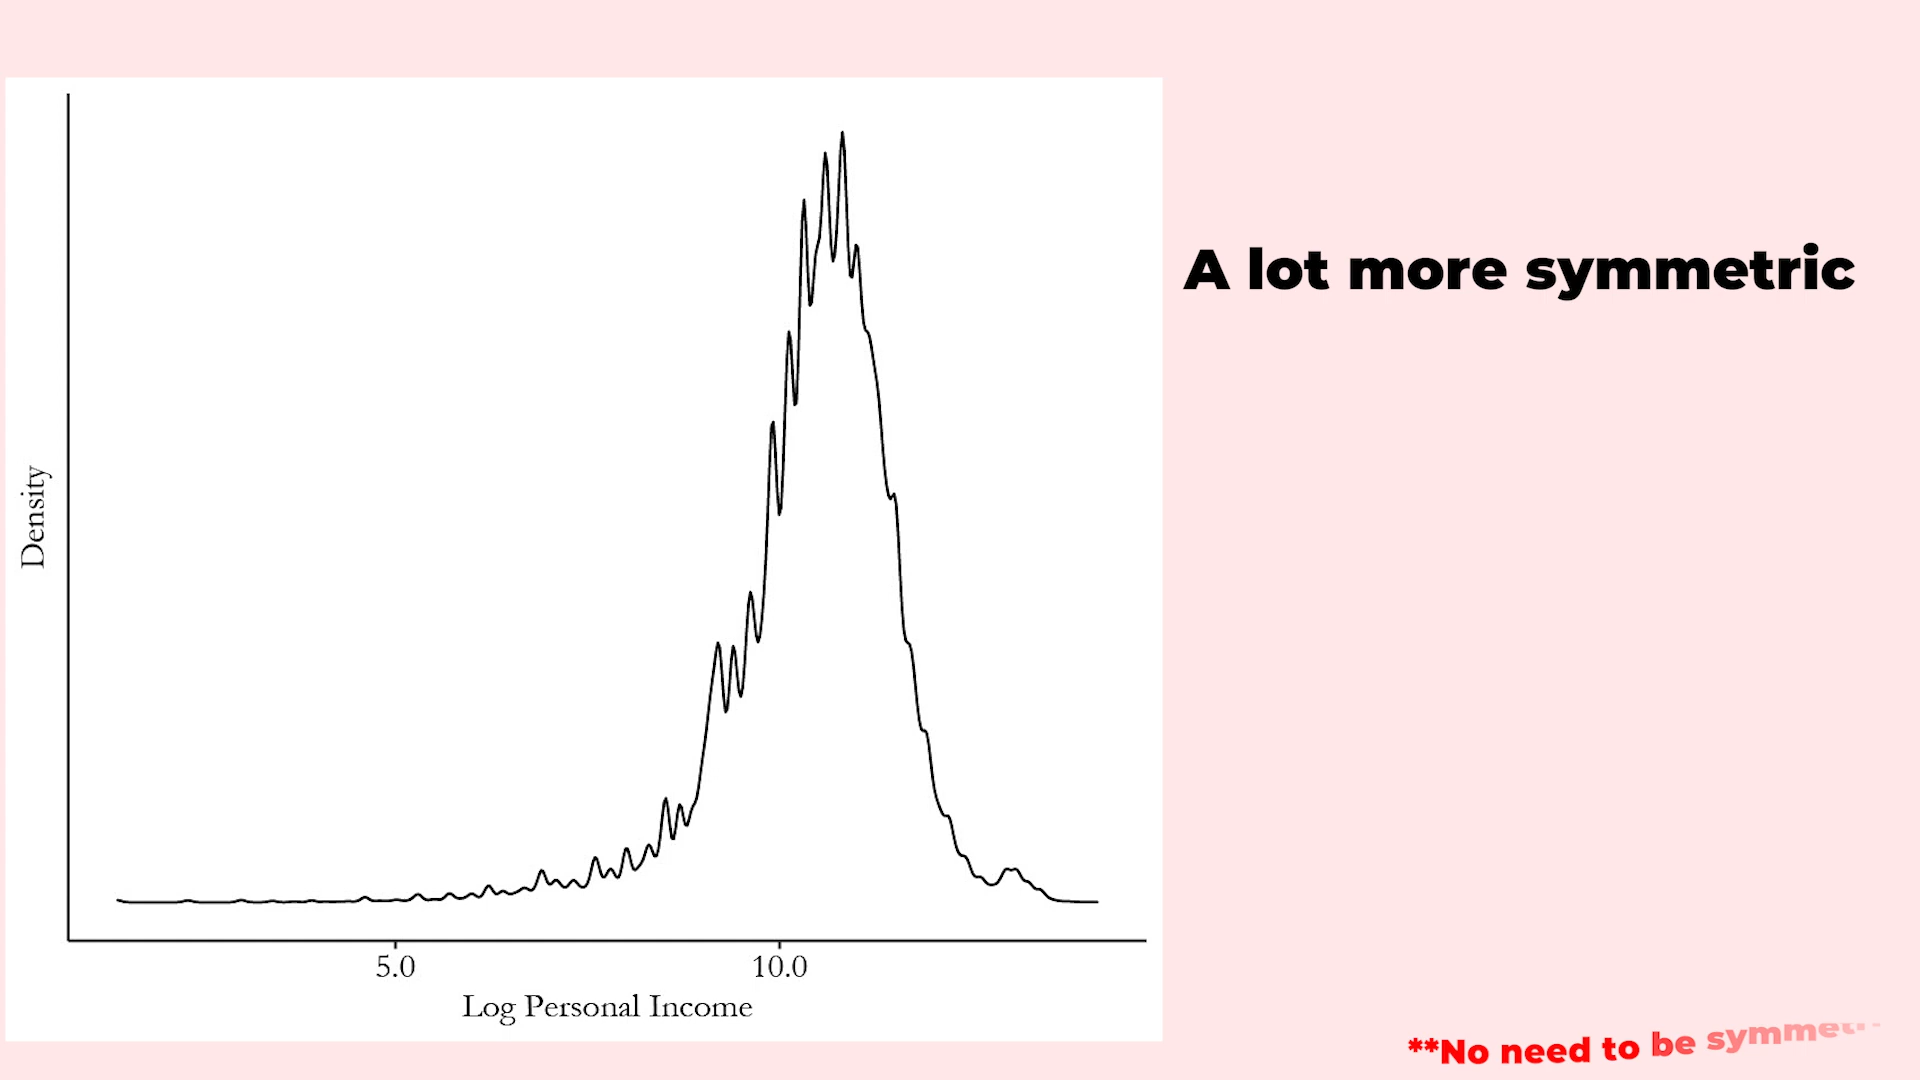 A lot more symmetric
Density
5.0 10.0
Log Personal Income
**No need to be